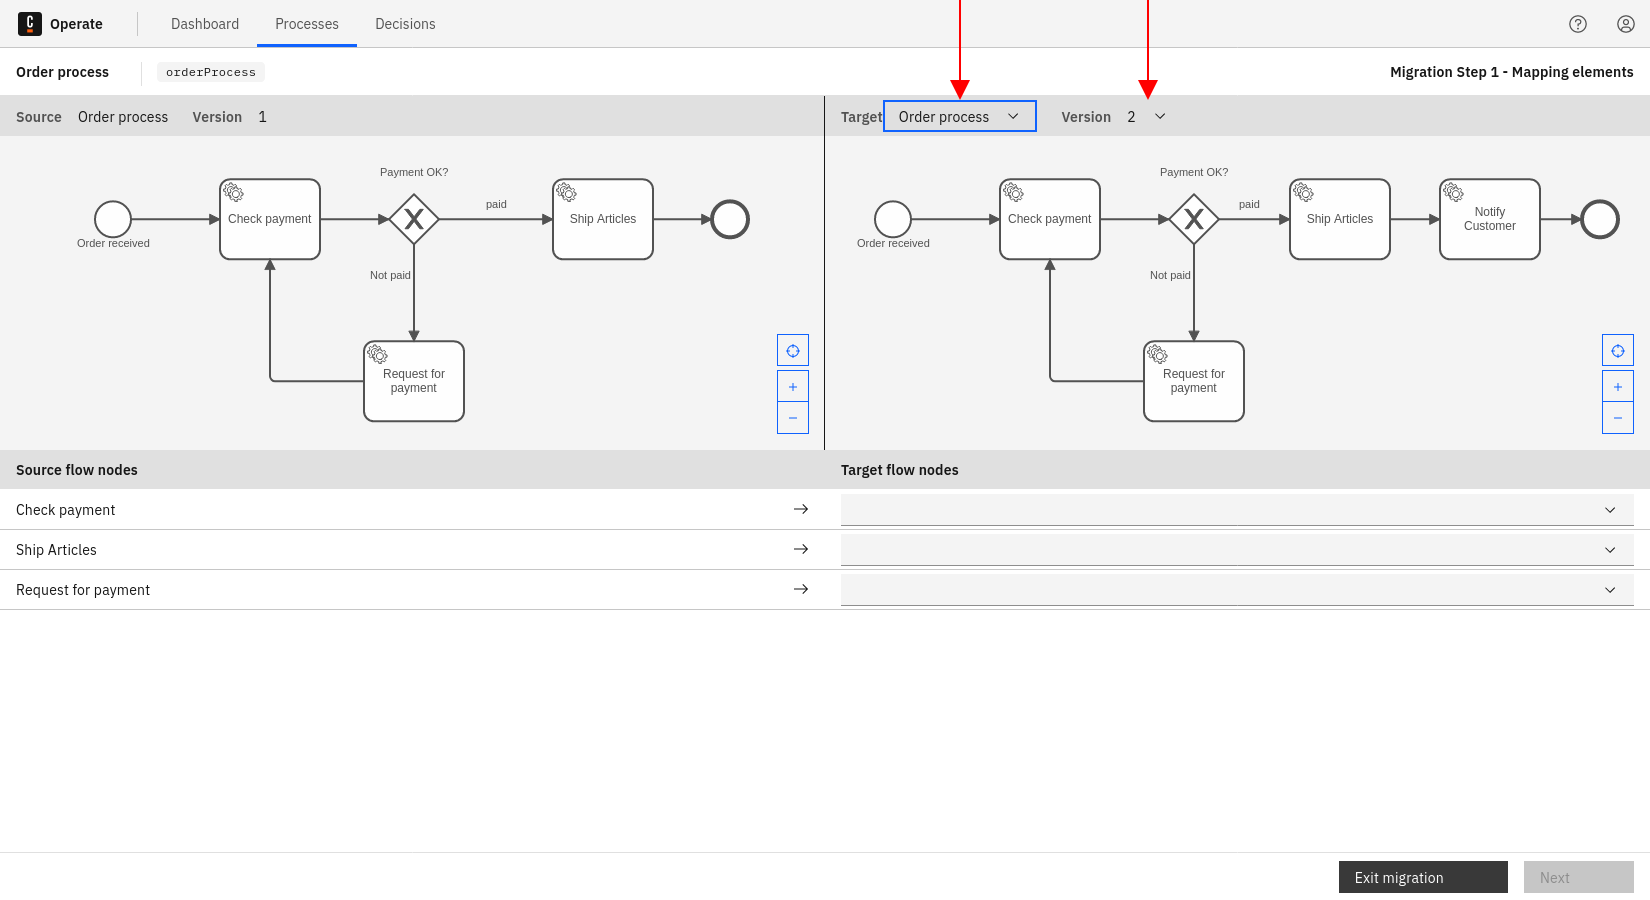 Operate
Dashboard
Processes
Decisions
Order process
orderProcess
Migration Step 1 - Mapping elements
Source Order process Version 1
Target Order process Version 2
Payment OK?
Order received
Check payment
paid
Ship Articles
Not paid
Request for
payment
Payment OK?
Order received
Check payment
paid
Ship Articles
Notify
Customer
Not paid
Request for
payment
Source flow nodes
Target flow nodes
Check payment
Ship Articles
Request for payment
Exit migration
Next